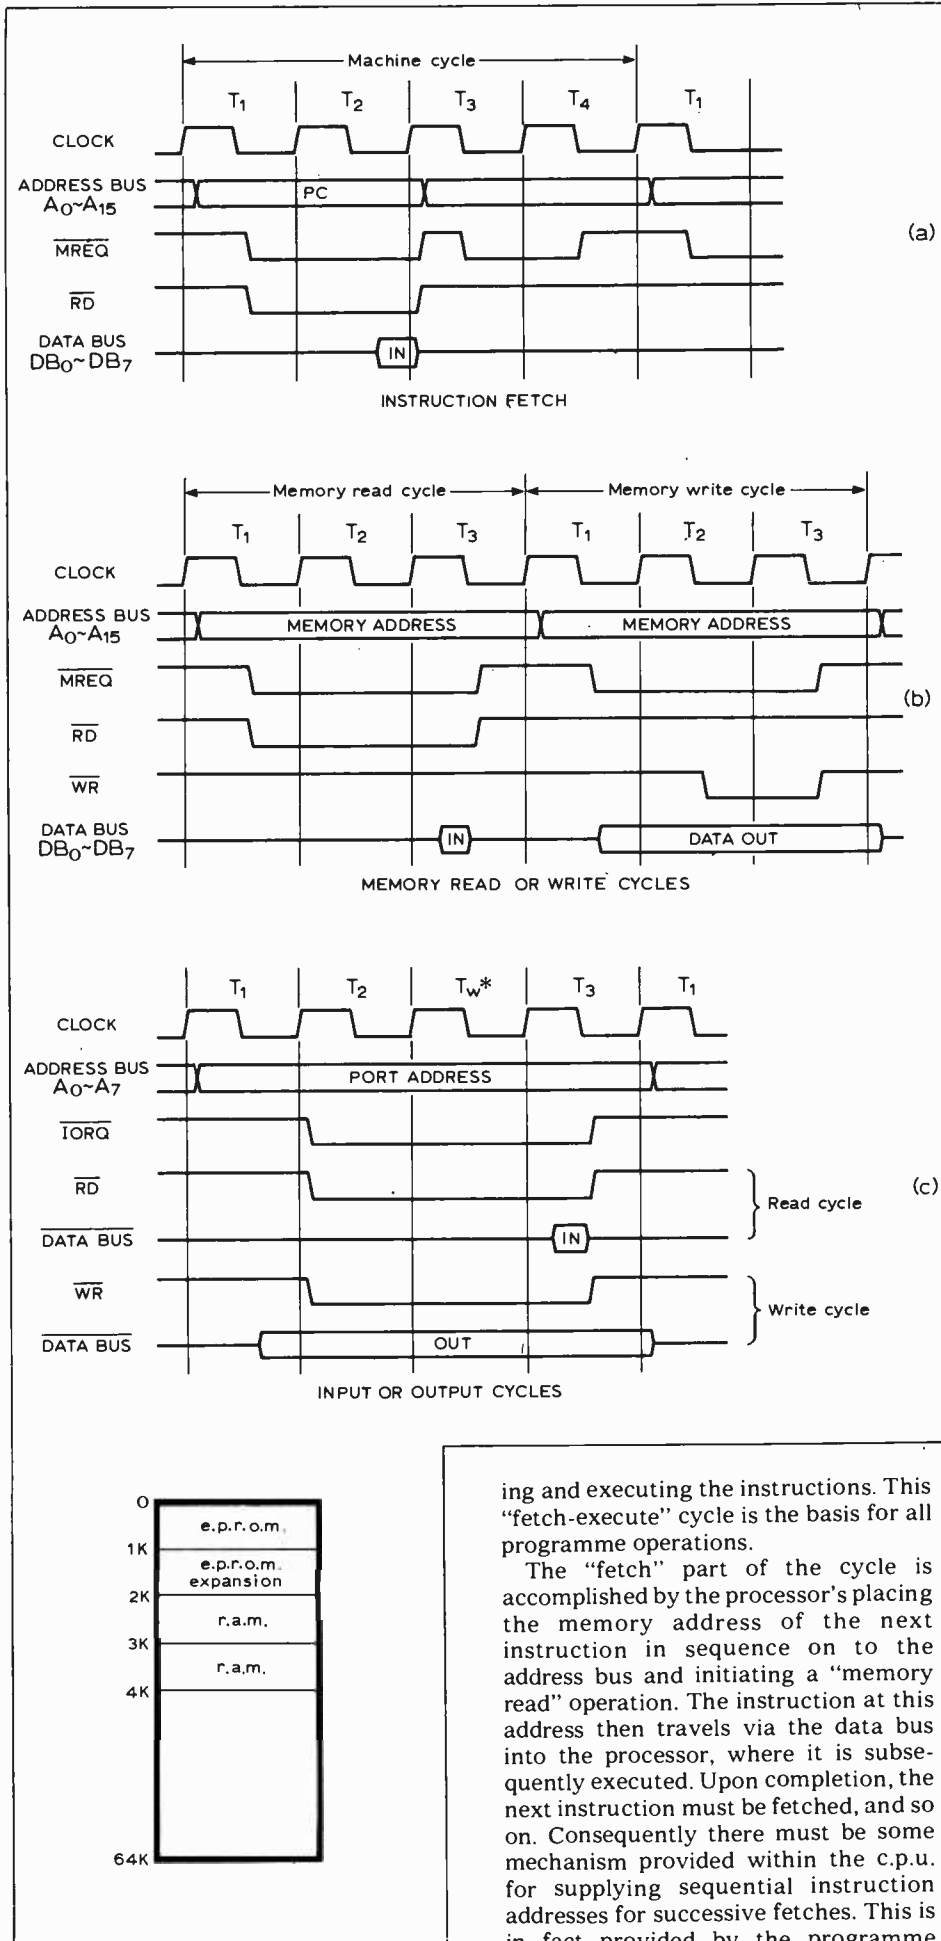 Machine cycle
T1 T2 T3 T4 T1
CLOCK
ADDRESS BUS
A0~A15
PC
(a)
MREQ
RD
DATA BUS
DB0~DB7
IN
INSTRUCTION FETCH
Memory read cycle Memory write cycle
T1 T2 T3 T1 T2 T3
CLOCK
ADDRESS BUS
A0~A15
MEMORY ADDRESS MEMORY ADDRESS
MREQ
(b)
RD
WR
DATA BUS
DB0~DB7
IN DATA OUT
MEMORY READ OR WRITE CYCLES
T1 T2 Tw* T3 T1
CLOCK
ADDRESS BUS
A0~A7
PORT ADDRESS
IORQ
RD
(c)
Read cycle
DATA BUS IN
WR
Write cycle
DATA BUS OUT
INPUT OR OUTPUT CYCLES
0
e.p.r.o.m.
1K
e.p.r.o.m.
expansion
2K
r.a.m.
3K
r.a.m.
4K
64K
ing and executing the instructions. This
“fetch-execute” cycle is the basis for all
programme operations.
The “fetch” part of the cycle is
accomplished by the processor's placing
the memory address of the next
instruction in sequence on to the
address bus and initiating a “memory
read” operation. The instruction at this
address then travels via the data bus
into the processor, where it is subse-
quently executed. Upon completion, the
next instruction must be fetched, and so
on. Consequently there must be some
mechanism provided within the c.p.u.
for supplying sequential instruction
addresses for successive fetches. This is
in fact provided by the programme